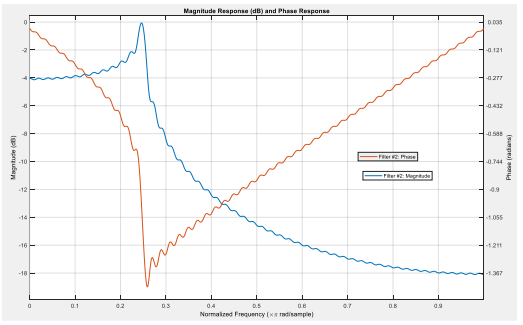 Magnitude Response (dB) and Phase Response
0
-2
-4
-6
-8
-10
-12
-14
-16
-18
Magnitude (dB)
0.035
-0.121
-0.277
-0.432
-0.588
-0.744
-0.9
-1.055
-1.211
-1.367
Phase (radians)
Filter #2: Phase
Filter #2: Magnitude
0 0.1 0.2 0.3 0.4 0.5 0.6 0.7 0.8 0.9
Normalized Frequency (×π rad/sample)